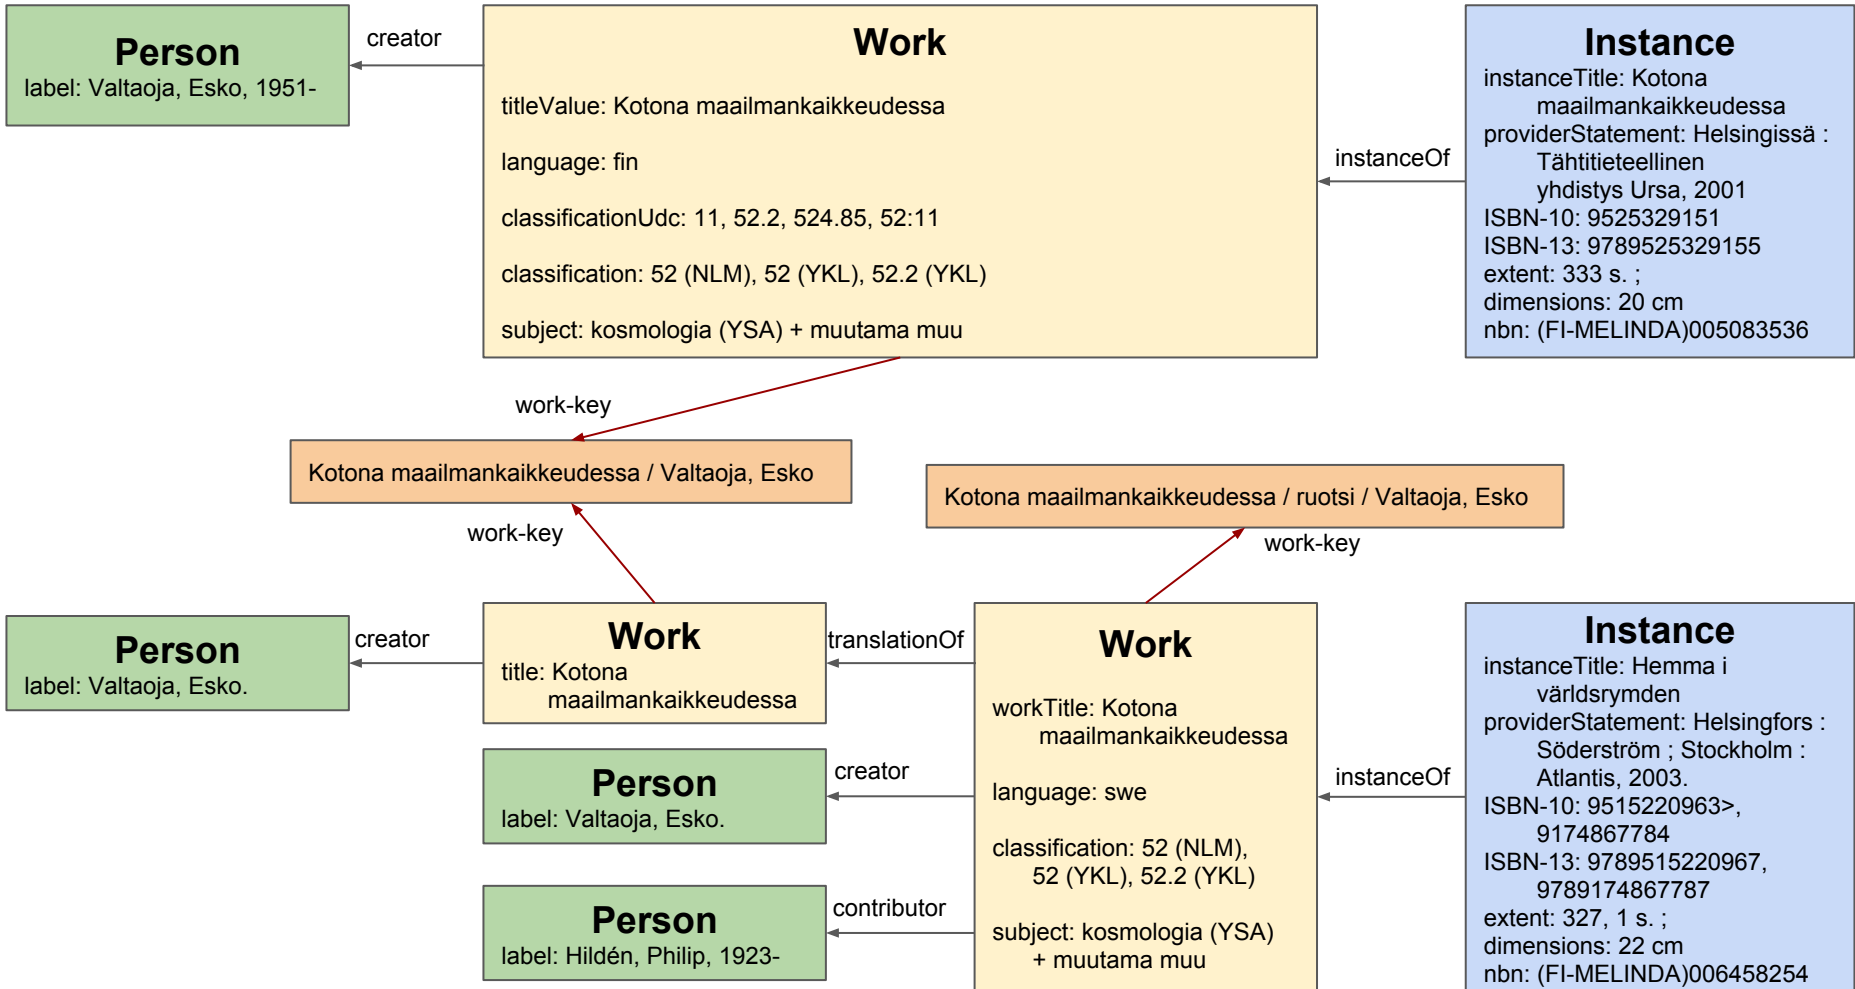 Person
label: Valtaoja, Esko, 1951-
creator
Work
titleValue: Kotona maailmankaikkeudessa
language: fin
classificationUdc: 11, 52.2, 524.85, 52:11
classification: 52 (NLM), 52 (YKL), 52.2 (YKL)
subject: kosmologia (YSA) + muutama muu
instanceOf
Instance
instanceTitle: Kotona
maailmankaikkeudessa
providerStatement: Helsingissä :
Tähtitieteellinen
yhdistys Ursa, 2001
ISBN-10: 9525329151
ISBN-13: 9789525329155
extent: 333 s. ;
dimensions: 20 cm
nbn: (FI-MELINDA)005083536
work-key
Kotona maailmankaikkeudessa / Valtaoja, Esko
work-key
Kotona maailmankaikkeudessa / ruotsi / Valtaoja, Esko
work-key
Person
label: Valtaoja, Esko.
creator
Work
title: Kotona
maailmankaikkeudessa
translationOf
Person
label: Valtaoja, Esko.
creator
Person
label: Hildén, Philip, 1923-
contributor
Work
workTitle: Kotona
maailmankaikkeudessa
language: swe
classification: 52 (NLM),
52 (YKL), 52.2 (YKL)
subject: kosmologia (YSA)
+ muutama muu
instanceOf
Instance
instanceTitle: Hemma i
världsrymden
providerStatement: Helsingfors :
Söderström ; Stockholm :
Atlantis, 2003.
ISBN-10: 9515220963>,
9174867784
ISBN-13: 9789515220967,
9789174867787
extent: 327, 1 s. ;
dimensions: 22 cm
nbn: (FI-MELINDA)006458254